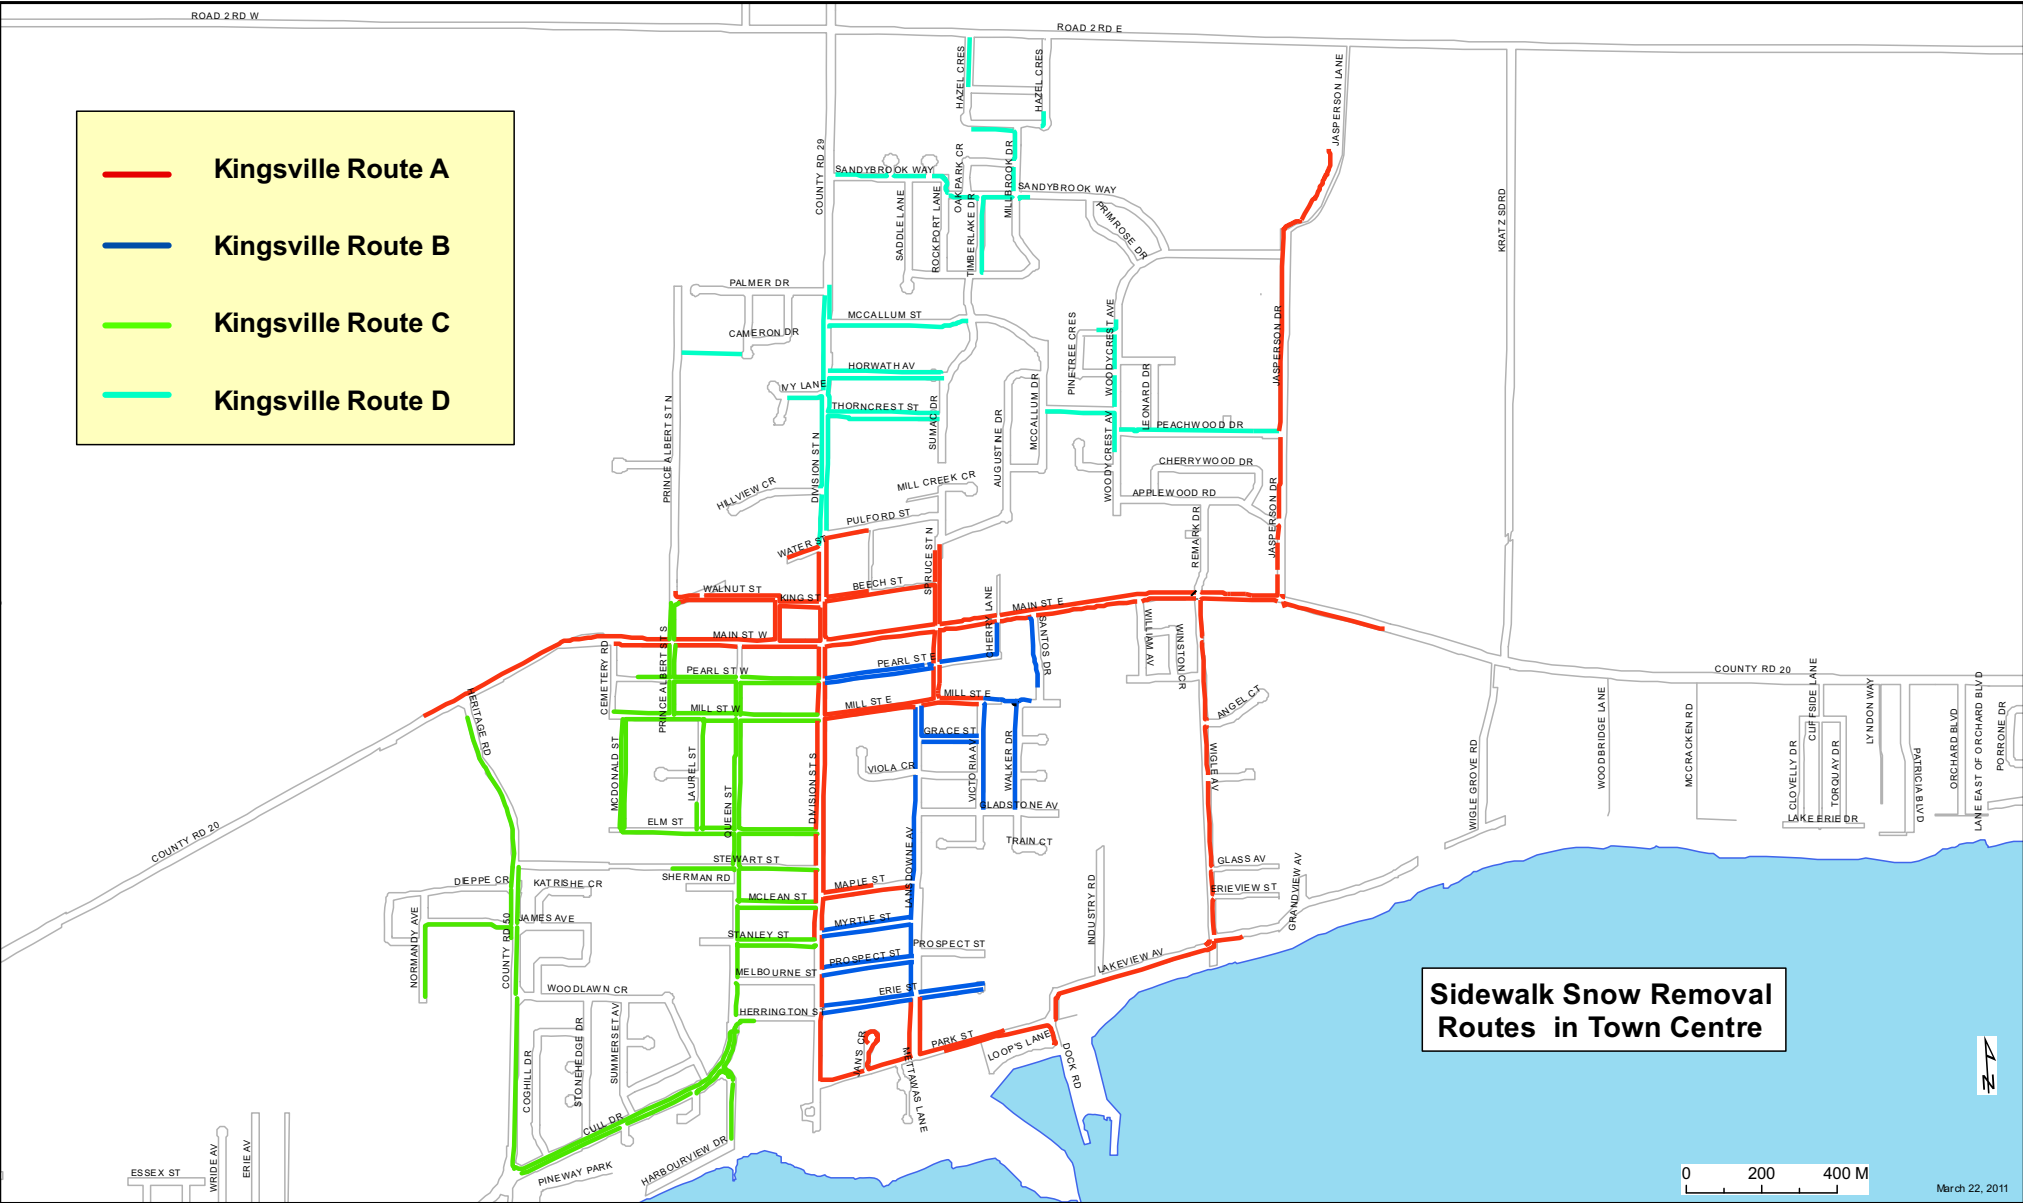 ROAD 2 RD W
ROAD 2 RD E
HAZEL CRES
HAZEL CRES
JASPERSON LANE
Kingsville Route A
Kingsville Route B
Kingsville Route C
Kingsville Route D
COUNTY RD 29
SANDYBROOK WAY
OAKPARK CR
MILLBROOK DR
SANDYBROOK WAY
SADDLE LANE
ROCKPORT LANE
TIMBERLAKE DR
PRIMROSE DR
KRATZ SDRD
PALMER DR
MCCALLUM ST
CAMERON DR
PINETREE CRES
WOODYCREST AVE
JASPERSON DR
HORWATH AV
IVY LANE
THORNCREST ST
SUMAC DR
AUGUSTINE DR
MCCALLUM DR
LEONARD DR
PRINCE ALBERT ST N
DIVISION ST N
WOODYCREST AV
PEACHWOOD DR
CHERRYWOOD DR
HILLVIEW CR
MILL CREEK CR
APPLEWOOD RD
PULFORD ST
WATER ST
SPRUCE ST N
REMARK DR
JASPERSON DR
WALNUT ST
KING ST
BEECH ST
CHERRY LANE
MAIN ST E
MAIN ST W
SANTOS DR
WILLIAM AV
WINSTON CR
CEMETERY RD
PRINCE ALBERT ST S
PEARL ST W
PEARL ST E
COUNTY RD 20
HERITAGE RD
MILL ST W
MILL ST E
MILL ST E
ANGEL CT
GRACE ST
MCDONALD ST
LAUREL ST
QUEEN ST
DIVISION ST S
VIOLA CR
VICTORIA AV
WALKER DR
WIGLE AV
WIGLE GROVE RD
WOODBRIDGE LANE
MCCRACKEN RD
CLOVELLY DR
CLIFFSIDE LANE
TORQUAY DR
LYNDON WAY
PATRICIA BLVD
ORCHARD BLVD
LANE EAST OF ORCHARD BLVD
PORRONE DR
LAKE ERIE DR
GLADSTONE AV
ELM ST
TRAIN CT
COUNTY RD 20
STEWART ST
SHERMAN RD
LANSDOWNE AV
MAPLE ST
GLASS AV
ERIEVIEW ST
GRANDVIEW AV
DIEPPE CR
KATRISHE CR
MCLEAN ST
JAMES AVE
NORMANDY AVE
COUNTY RD 50
MYRTLE ST
INDUSTRY RD
STANLEY ST
PROSPECT ST
PROSPECT ST
LAKEVIEW AV
MELBOURNE ST
WOODLAWN CR
ERIE ST
HERRINGTON ST
Sidewalk Snow Removal
Routes in Town Centre
COGHILL DR
STONEHEDGE DR
SUMMERSET AV
JAN'S CR
METTAWAS LANE
PARK ST
LOOP'S LANE
DOCK RD
CULL DR
HARBOURVIEW DR
PINEWAY PARK
ESSEX ST
WRIDE AV
ERIE AV
N
0 200 400 M
March 22, 2011